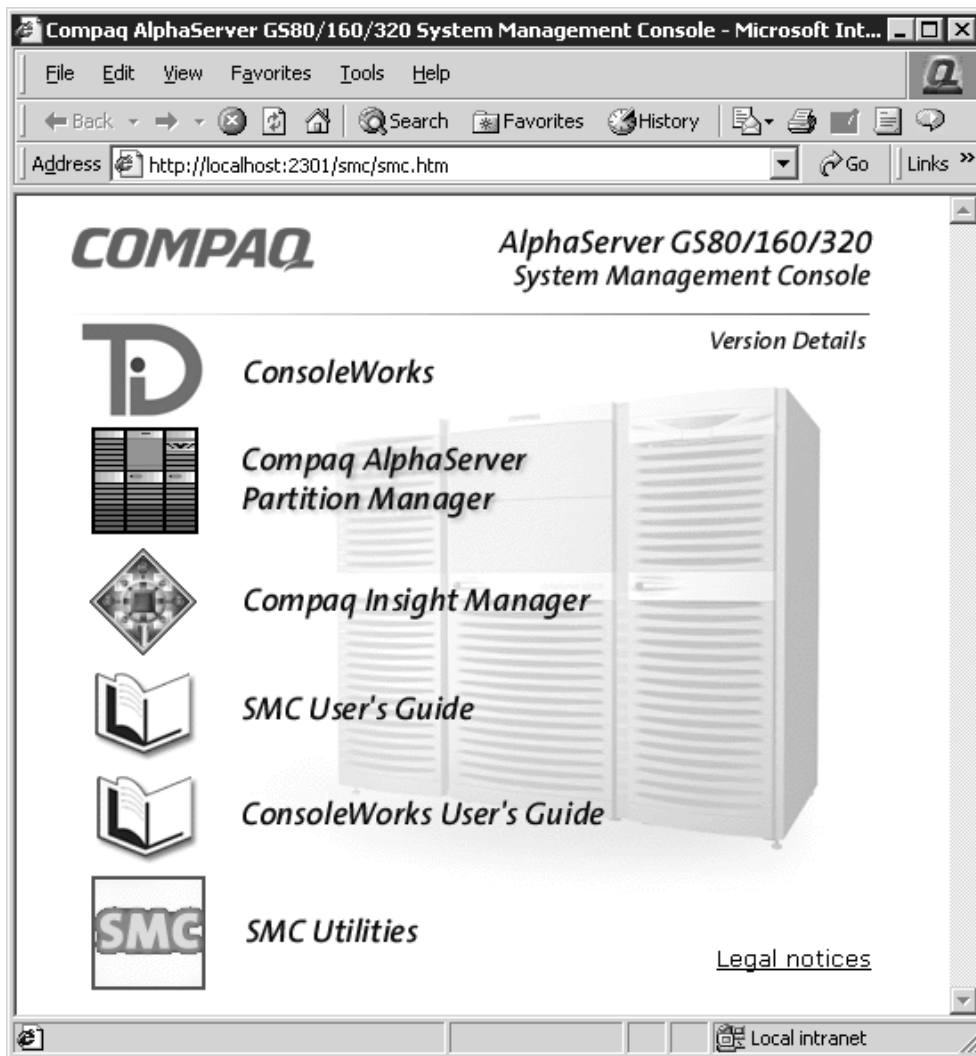 Compaq AlphaServer GS80/160/320 System Management Console - Microsoft Int...
File Edit View Favorites Tools Help
Back Search Favorites History
Address http://localhost:2301/smc/smc.htm Go Links »
COMPAQ
AlphaServer GS80/160/320
System Management Console
Version Details
TiD
ConsoleWorks
Compaq AlphaServer
Partition Manager
Compaq Insight Manager
SMC User's Guide
ConsoleWorks User's Guide
SMC
SMC Utilities
Legal notices
Local intranet